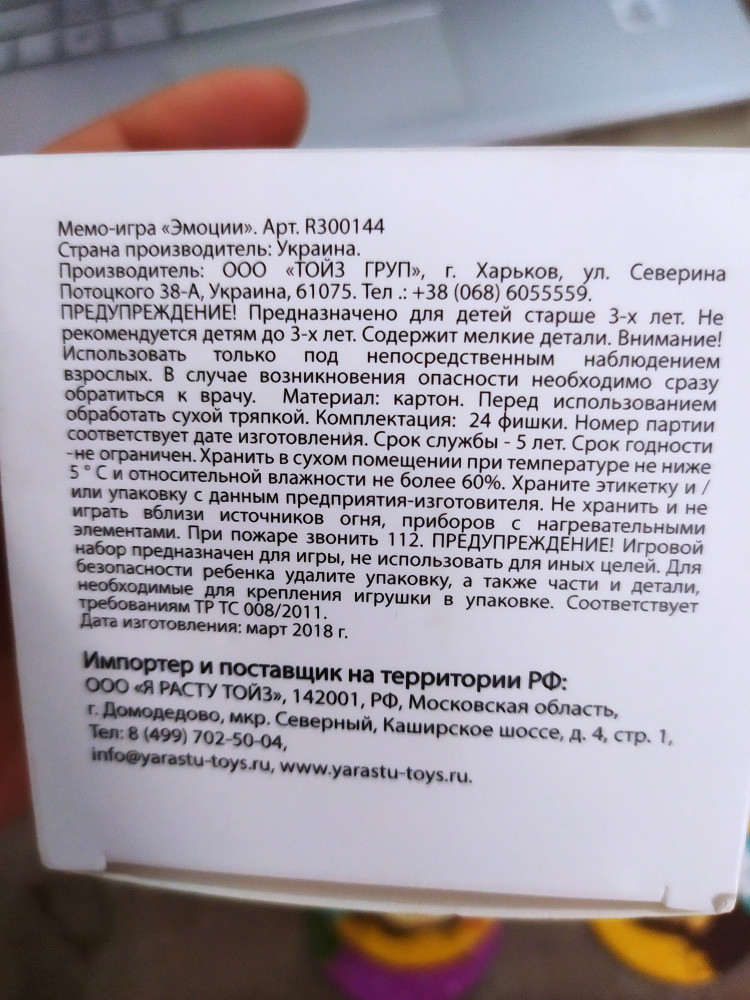 Мемо-игра «Эмоции». Арт. R300144
Страна производитель: Украина.
Производитель: ООО «ТОЙЗ ГРУП», г. Харьков, ул. Северина
Потоцкого 38-А, Украина, 61075. Тел .: +38 (068) 6055559.
ПРЕДУПРЕЖДЕНИЕ! Предназначено для детей старше 3-х лет. Не
рекомендуется детям до 3-х лет. Содержит мелкие детали. Внимание!
Использовать только под непосредственным наблюдением
взрослых. В случае возникновения опасности необходимо сразу
обратиться к врачу. Материал: картон. Перед использованием
обработать сухой тряпкой. Комплектация: 24 фишки. Номер партии
соответствует дате изготовления. Срок службы - 5 лет. Срок годности
-не ограничен. Хранить в сухом помещении при температуре не ниже
5 ° С и относительной влажности не более 60%. Храните этикетку и /
или упаковку с данным предприятия-изготовителя. Не хранить и не
играть вблизи источников огня, приборов с нагревательными
элементами. При пожаре звонить 112. ПРЕДУПРЕЖДЕНИЕ! Игровой
набор предназначен для игры, не использовать для иных целей. Для
безопасности ребенка удалите упаковку, а также части и детали,
необходимые для крепления игрушки в упаковке. Соответствует
требованиям ТР ТС 008/2011.
Дата изготовления: март 2018 г.
Импортер и поставщик на территории РФ:
ООО «Я РАСТУ ТОЙЗ», 142001, РФ, Московская область,
г. Домодедово, мкр. Северный, Каширское шоссе, д. 4, стр. 1,
Тел: 8 (499) 702-50-04,
info@yarastu-toys.ru, www.yarastu-toys.ru.